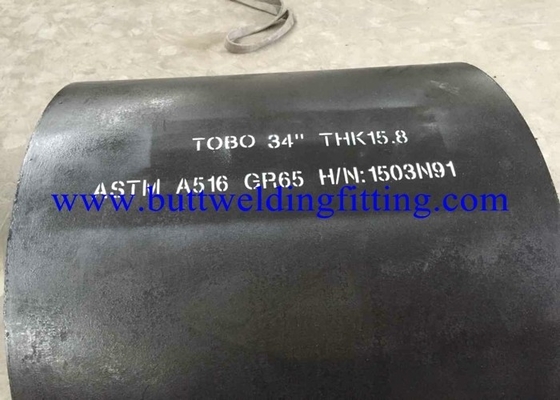 TOBO 34" THK15.8
ASTM A516 GR65 H/N:1503N91
www.buttweldingfitting.com